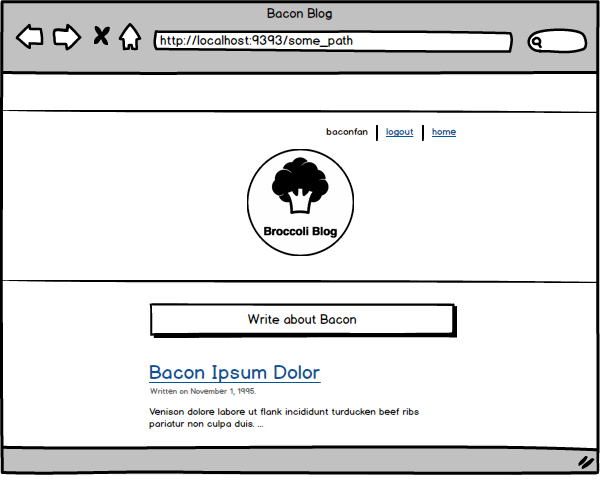 Bacon Blog
http://localhost:9393/some_path
baconfan | logout | home
Broccoli Blog
Write about Bacon
Bacon Ipsum Dolor
Written on November 1, 1995.
Venison dolore labore ut flank incididunt turducken beef ribs
pariatur non culpa duis. ...